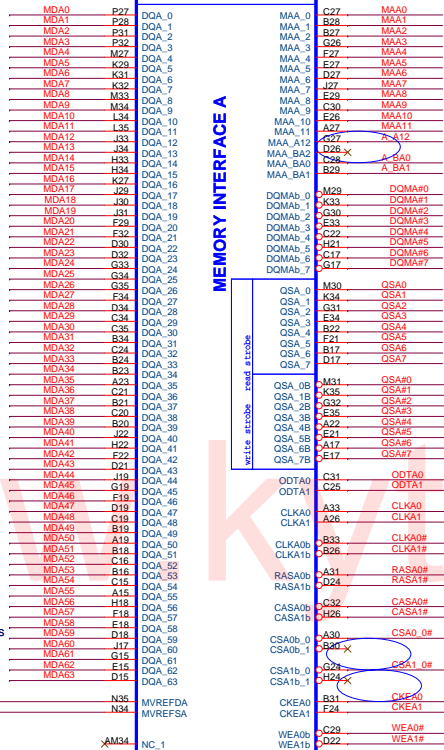 MDA0 P27 DQA_0
MDA1 P28 DQA_1
MDA2 P31 DQA_2
MDA3 P32 DQA_3
MDA4 M27 DQA_4
MDA5 K29 DQA_5
MDA6 K31 DQA_6
MDA7 K32 DQA_7
MDA8 M33 DQA_8
MDA9 M34 DQA_9
MDA10 L34 DQA_10
MDA11 L35 DQA_11
MDA12 J33 DQA_12
MDA13 J34 DQA_13
MDA14 H33 DQA_14
MDA15 H34 DQA_15
MDA16 K27 DQA_16
MDA17 J29 DQA_17
MDA18 J30 DQA_18
MDA19 J31 DQA_19
MDA20 F29 DQA_20
MDA21 F32 DQA_21
MDA22 D30 DQA_22
MDA23 D32 DQA_23
MDA24 G33 DQA_24
MDA25 G34 DQA_25
MDA26 G35 DQA_26
MDA27 F34 DQA_27
MDA28 D34 DQA_28
MDA29 C34 DQA_29
MDA30 C35 DQA_30
MDA31 B34 DQA_31
MDA32 C24 DQA_32
MDA33 B24 DQA_33
MDA34 B23 DQA_34
MDA35 A23 DQA_35
MDA36 C21 DQA_36
MDA37 B21 DQA_37
MDA38 C20 DQA_38
MDA39 B20 DQA_39
MDA40 J22 DQA_40
MDA41 H22 DQA_41
MDA42 F22 DQA_42
MDA43 D21 DQA_43
MDA44 J19 DQA_44
MDA45 G19 DQA_45
MDA46 F19 DQA_46
MDA47 D19 DQA_47
MDA48 C19 DQA_48
MDA49 B19 DQA_49
MDA50 A19 DQA_50
MDA51 B18 DQA_51
MDA52 C16 DQA_52
MDA53 B16 DQA_53
MDA54 C15 DQA_54
MDA55 A15 DQA_55
MDA56 H18 DQA_56
MDA57 F18 DQA_57
MDA58 E18 DQA_58
MDA59 D18 DQA_59
MDA60 J17 DQA_60
MDA61 G15 DQA_61
MDA62 E15 DQA_62
MDA63 D15 DQA_63
N35 MVREFDA
N34 MVREFSA
AM34 NC_1
MEMORY INTERFACE A
MAA_0 C27 MAA0
MAA_1 B28 MAA1
MAA_2 B27 MAA2
MAA_3 G26 MAA3
MAA_4 F27 MAA4
MAA_5 E27 MAA5
MAA_6 D27 MAA6
MAA_7 J27 MAA7
MAA_8 E29 MAA8
MAA_9 C30 MAA9
MAA_10 E26 MAA10
MAA_11 A27 MAA11
MAA_A12 G27 A_A12
MAA_BA2 D26
MAA_BA0 C28 A_BA0
MAA_BA1 B29 A_BA1
DQMAb_0 M29 DQMA#0
DQMAb_1 K33 DQMA#1
DQMAb_2 G30 DQMA#2
DQMAb_3 E33 DQMA#3
DQMAb_4 C22 DQMA#4
DQMAb_5 H21 DQMA#5
DQMAb_6 C17 DQMA#6
DQMAb_7 G17 DQMA#7
read strobe
QSA_0 M30 QSA0
QSA_1 K34 QSA1
QSA_2 G31 QSA2
QSA_3 E34 QSA3
QSA_4 B22 QSA4
QSA_5 F21 QSA5
QSA_6 B17 QSA6
QSA_7 D17 QSA7
write strobe
QSA_0B M31 QSA#0
QSA_1B K35 QSA#1
QSA_2B G32 QSA#2
QSA_3B E35 QSA#3
QSA_4B A22 QSA#4
QSA_5B E21 QSA#5
QSA_6B A17 QSA#6
QSA_7B E17 QSA#7
ODTA0 C31 ODTA0
ODTA1 C25 ODTA1
CLKA0 A33 CLKA0
CLKA1 A26 CLKA1
CLKA0b B33 CLKA0#
CLKA1b B26 CLKA1#
RASA0b A31 RASA0#
RASA1b D24 RASA1#
CASA0b C32 CASA0#
CASA1b H26 CASA1#
CSA0b_0 A30 CSA0_0#
CSA0b_1 B30
CSA1b_0 G24 CSA1_0#
CSA1b_1 H24
CKEA0 B31 CKEA0
CKEA1 F24 CKEA1
WEA0b C29 WEA0#
WEA1b D22 WEA1#